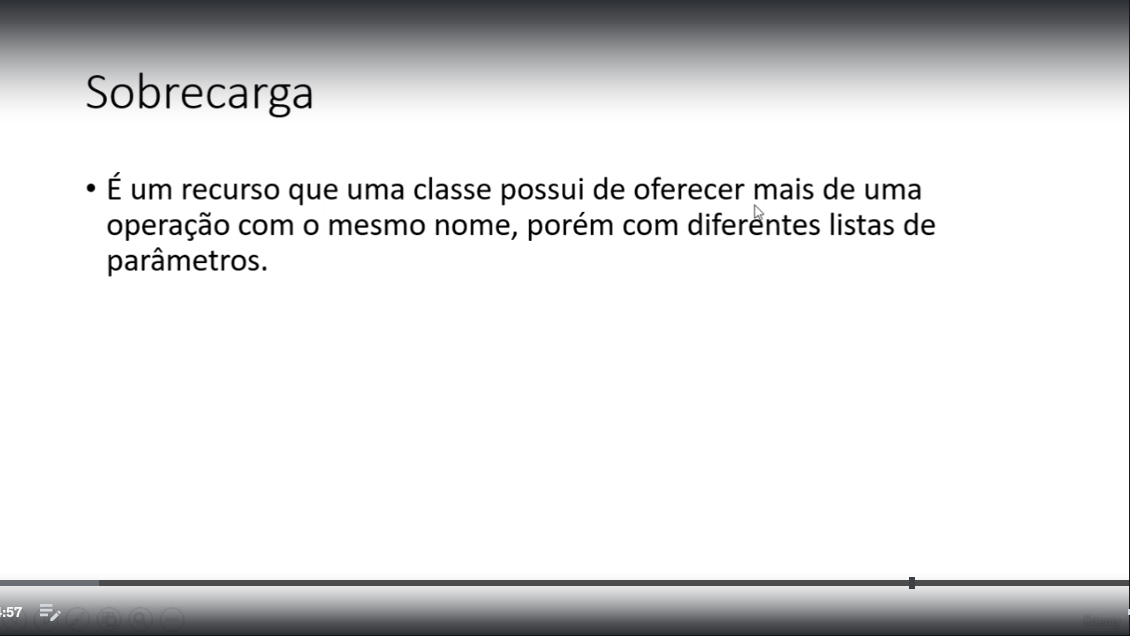 Sobrecarga
• É um recurso que uma classe possui de oferecer mais de uma
operação com o mesmo nome, porém com diferentes listas de
parâmetros.
:57